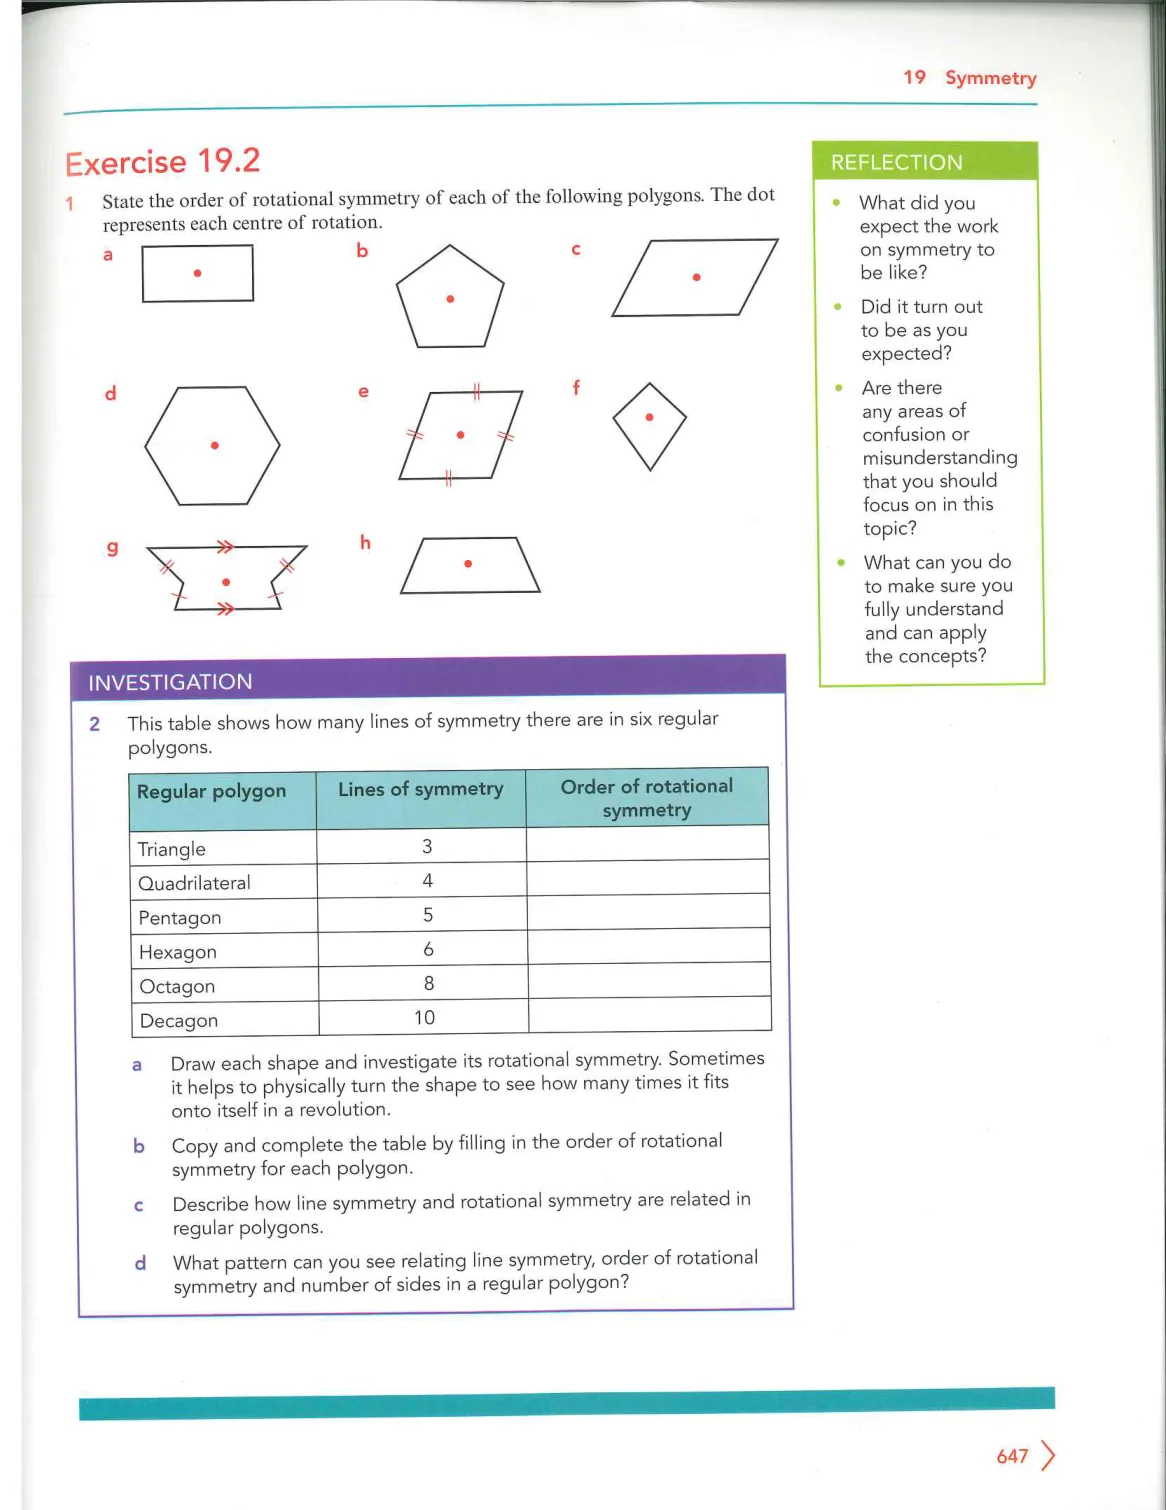 19 Symmetry
Exercise 19.2
1 State the order of rotational symmetry of each of the following polygons. The dot
represents each centre of rotation.
a b c
d e f
g h
INVESTIGATION
2 This table shows how many lines of symmetry there are in six regular
polygons.
Regular polygon Lines of symmetry Order of rotational
symmetry
Triangle 3
Quadrilateral 4
Pentagon 5
Hexagon 6
Octagon 8
Decagon 10
a Draw each shape and investigate its rotational symmetry. Sometimes
it helps to physically turn the shape to see how many times it fits
onto itself in a revolution.
b Copy and complete the table by filling in the order of rotational
symmetry for each polygon.
c Describe how line symmetry and rotational symmetry are related in
regular polygons.
d What pattern can you see relating line symmetry, order of rotational
symmetry and number of sides in a regular polygon?
REFLECTION
• What did you
expect the work
on symmetry to
be like?
• Did it turn out
to be as you
expected?
• Are there
any areas of
confusion or
misunderstanding
that you should
focus on in this
topic?
• What can you do
to make sure you
fully understand
and can apply
the concepts?
647